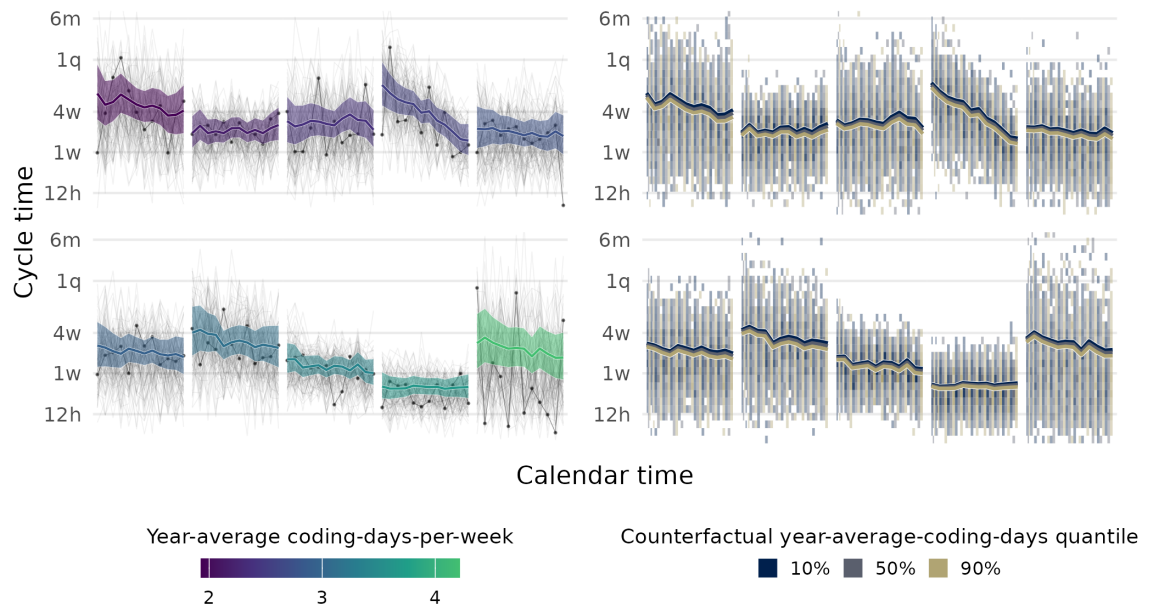 6m
1q
4w
1w
12h
6m
1q
4w
1w
12h
6m
1q
4w
1w
12h
6m
1q
4w
1w
12h
Cycle time
Calendar time
Year-average coding-days-per-week
2 3 4
Counterfactual year-average-coding-days quantile
10% 50% 90%